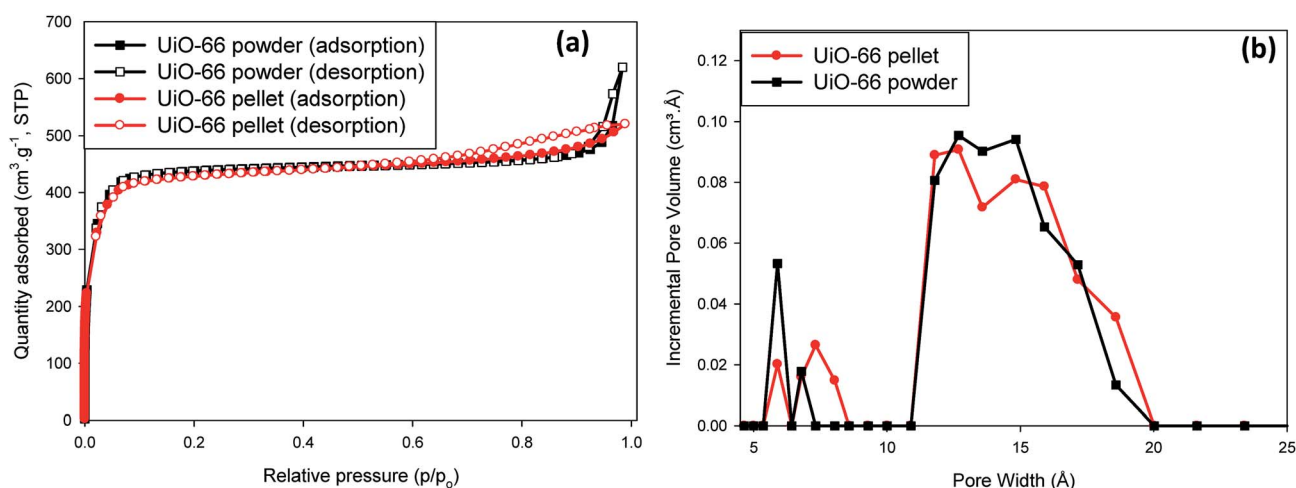 (a)
UiO-66 powder (adsorption)
UiO-66 powder (desorption)
UiO-66 pellet (adsorption)
UiO-66 pellet (desorption)
700
600
500
400
300
200
100
0
Quantity adsorbed (cm³.g⁻¹, STP)
0.0 0.2 0.4 0.6 0.8 1.0
Relative pressure (p/pₒ)
(b)
UiO-66 pellet
UiO-66 powder
0.12
0.10
0.08
0.06
0.04
0.02
0.00
Incremental Pore Volume (cm³.Å)
5 10 15 20 25
Pore Width (Å)